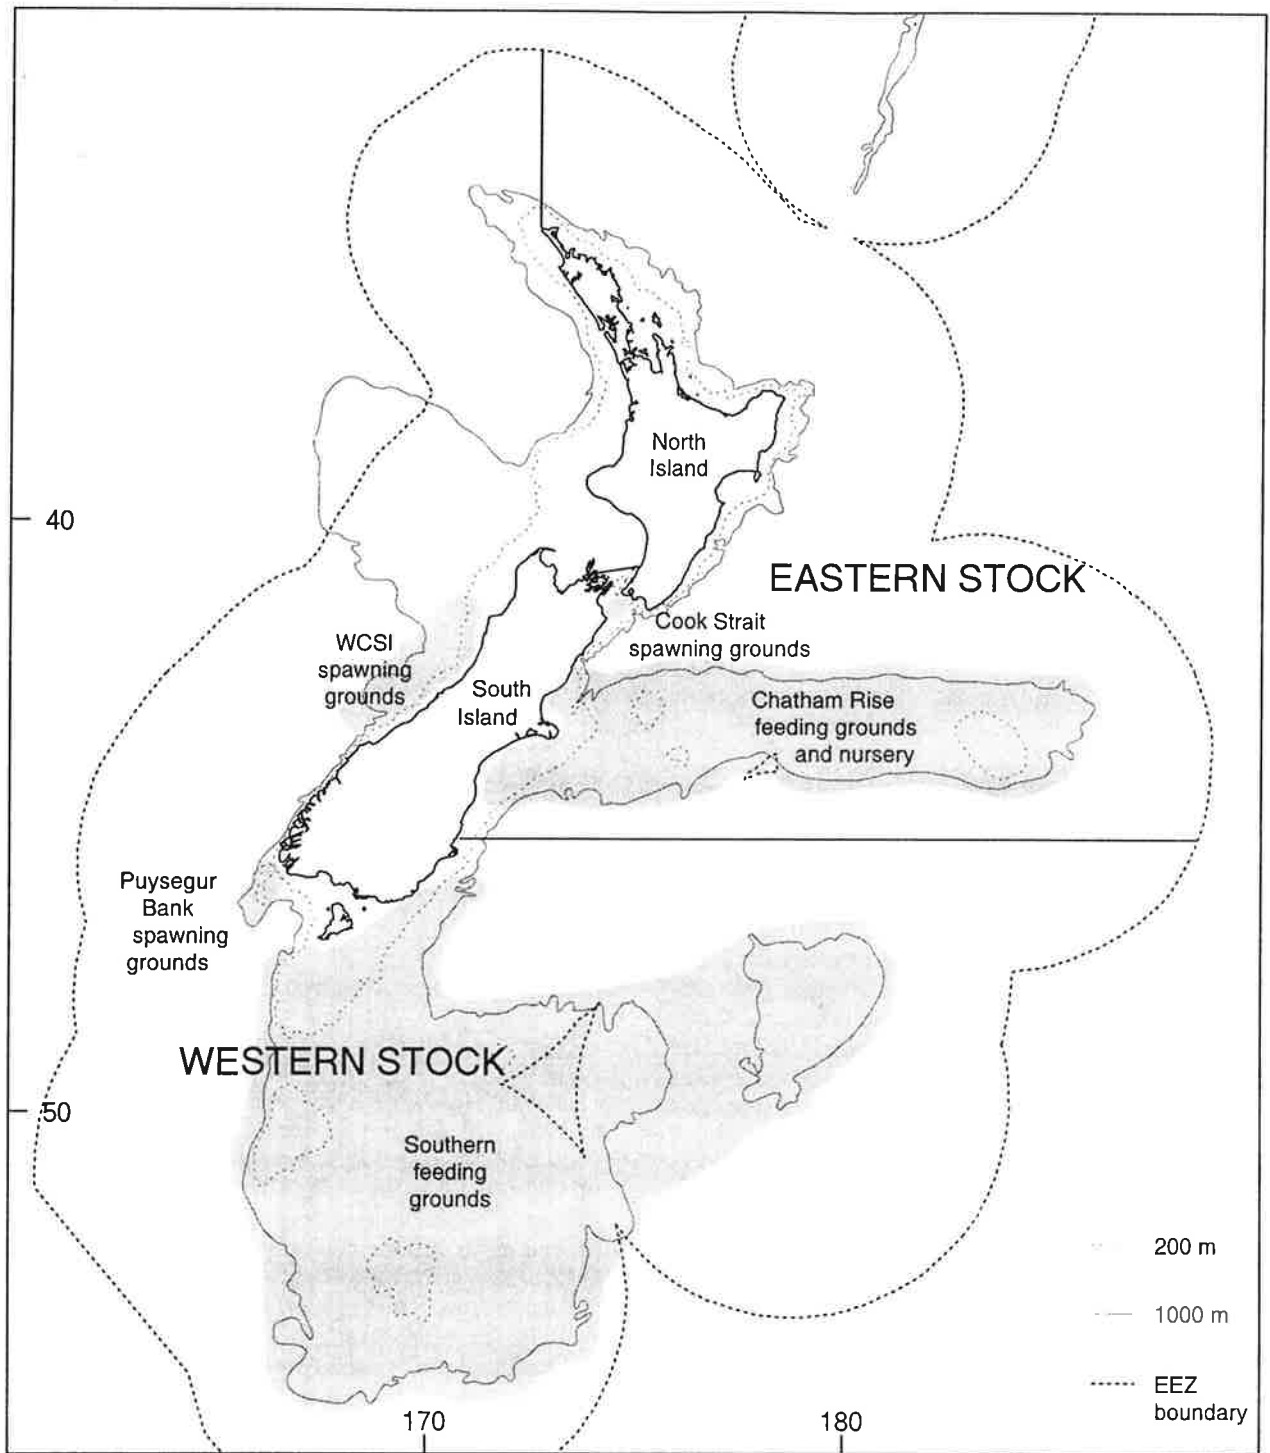 North
Island
40
EASTERN STOCK
Cook Strait
spawning grounds
WCSI
spawning
grounds
South
Island
Chatham Rise
feeding grounds
and nursery
Puysegur
Bank
spawning
grounds
WESTERN STOCK
50
Southern
feeding
grounds
200 m
1000 m
EEZ
boundary
170
180